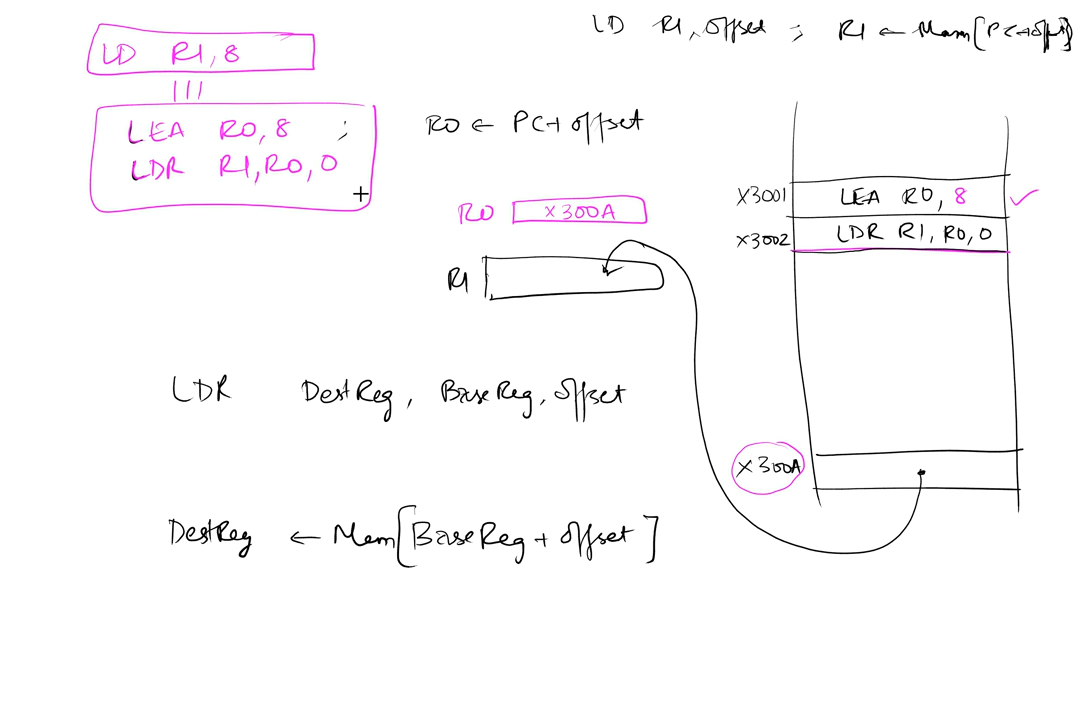 LD R1, offset ; R1 ← Mem[PC+offset]
LD R1, 8
LEA R0, 8 ;
LDR R1, R0, 0
R0 ← PC + offset
x3001 LEA R0, 8 ✓
x3002 LDR R1, R0, 0
R0 x300A
R1
LDR DestReg, BaseReg, offset
x300A
DestReg ← Mem[BaseReg + offset]